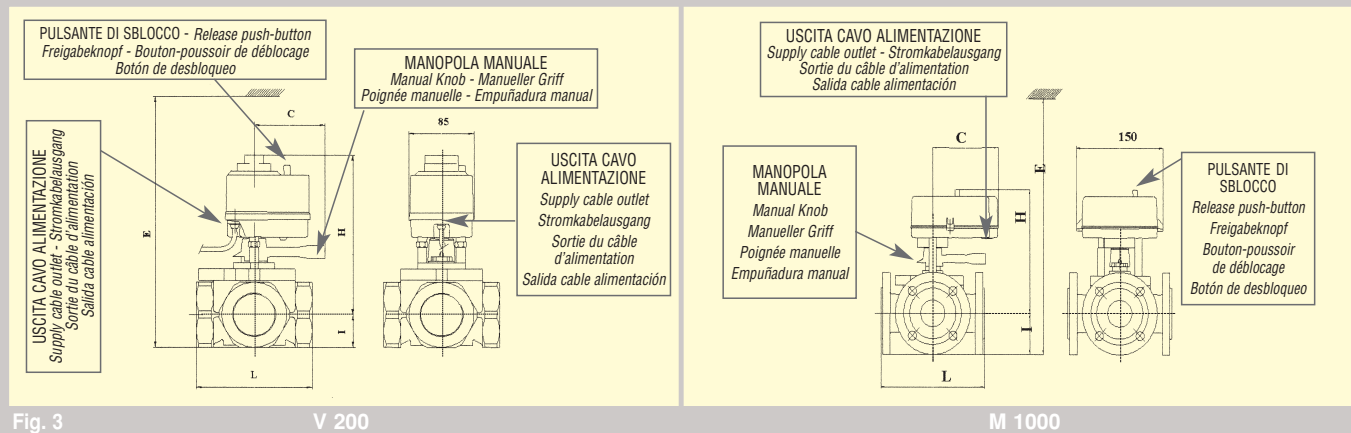 PULSANTE DI SBLOCCO - Release push-button
Freigabeknopf - Bouton-poussoir de déblocage
Botón de desbloqueo
MANOPOLA MANUALE
Manual Knob - Manueller Griff
Poignée manuelle - Empuñadura manual
USCITA CAVO ALIMENTAZIONE
Supply cable outlet - Stromkabelausgang
Sortie du câble d'alimentation
Salida cable alimentación
C
E
H
I
L
85
USCITA CAVO
ALIMENTAZIONE
Supply cable outlet
Stromkabelausgang
Sortie du câble
d'alimentation
Salida cable alimentación
USCITA CAVO ALIMENTAZIONE
Supply cable outlet - Stromkabelausgang
Sortie du câble d'alimentation
Salida cable alimentación
MANOPOLA
MANUALE
Manual Knob
Manueller Griff
Poignée manuelle
Empuñadura manual
C
E
H
I
L
150
PULSANTE DI
SBLOCCO
Release push-button
Freigabeknopf
Bouton-poussoir
de déblocage
Botón de desbloqueo
Fig. 3
V 200
M 1000